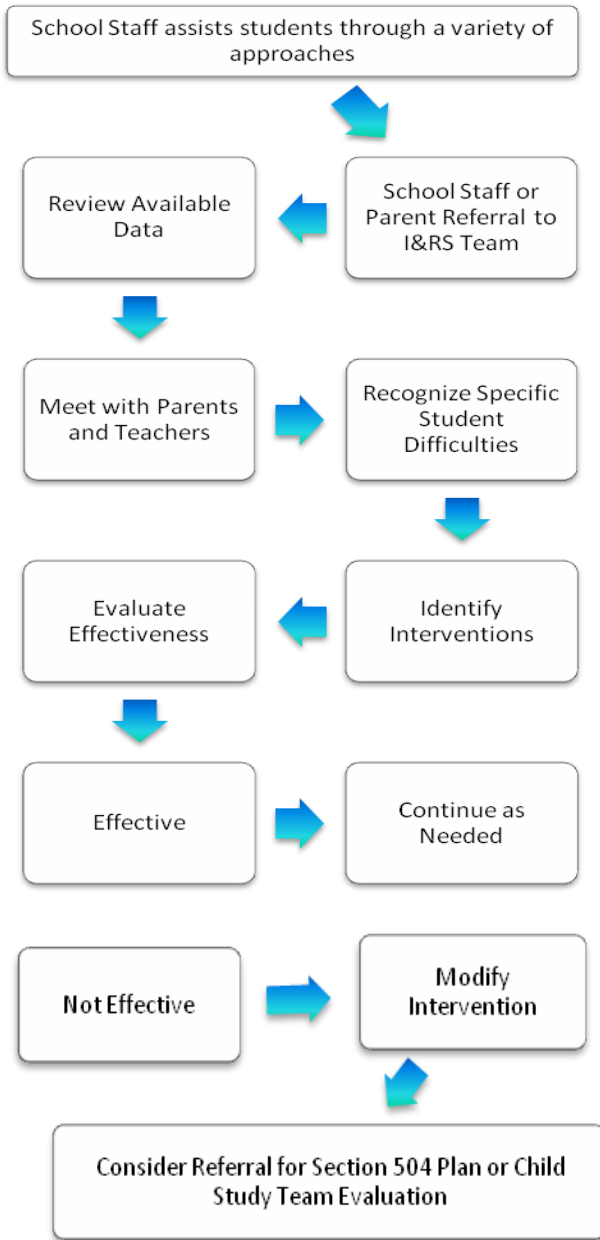 School Staff assists students through a variety of
approaches
School Staff or
Parent Referral to
I&RS Team
Review Available
Data
Meet with Parents
and Teachers
Recognize Specific
Student
Difficulties
Identify
Interventions
Evaluate
Effectiveness
Effective
Continue as
Needed
Not Effective
Modify
Intervention
Consider Referral for Section 504 Plan or Child
Study Team Evaluation